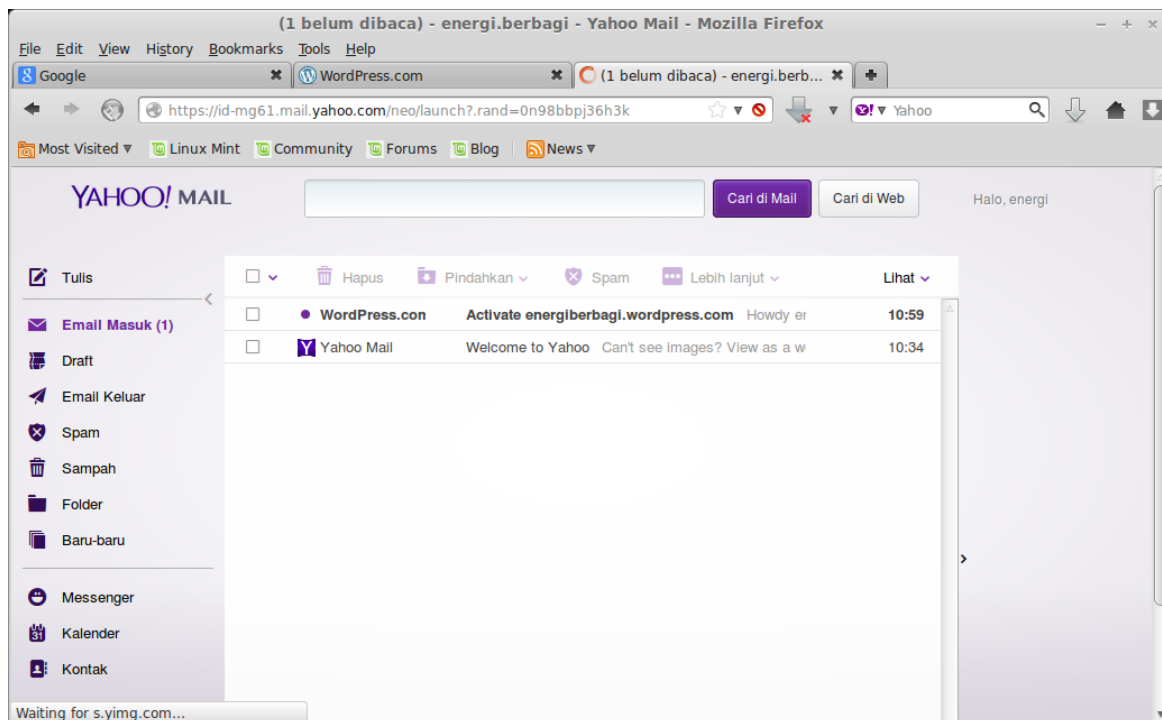 (1 belum dibaca) - energi.berbagi - Yahoo Mail - Mozilla Firefox
File Edit View History Bookmarks Tools Help
Google WordPress.com (1 belum dibaca) - energi.berb...
https://id-mg61.mail.yahoo.com/neo/launch?.rand=0n98bbpj36h3k Yahoo
Most Visited Linux Mint Community Forums Blog News
YAHOO! MAIL Cari di Mail Cari di Web Halo, energi
Tulis Hapus Pindahkan Spam Lebih lanjut Lihat
Email Masuk (1) WordPress.con Activate energiberbagi.wordpress.com Howdy er 10:59
Yahoo Mail Welcome to Yahoo Can't see images? View as a w 10:34
Draft
Email Keluar
Spam
Sampah
Folder
Baru-baru
Messenger
31 Kalender
Kontak
Waiting for s.yimg.com...